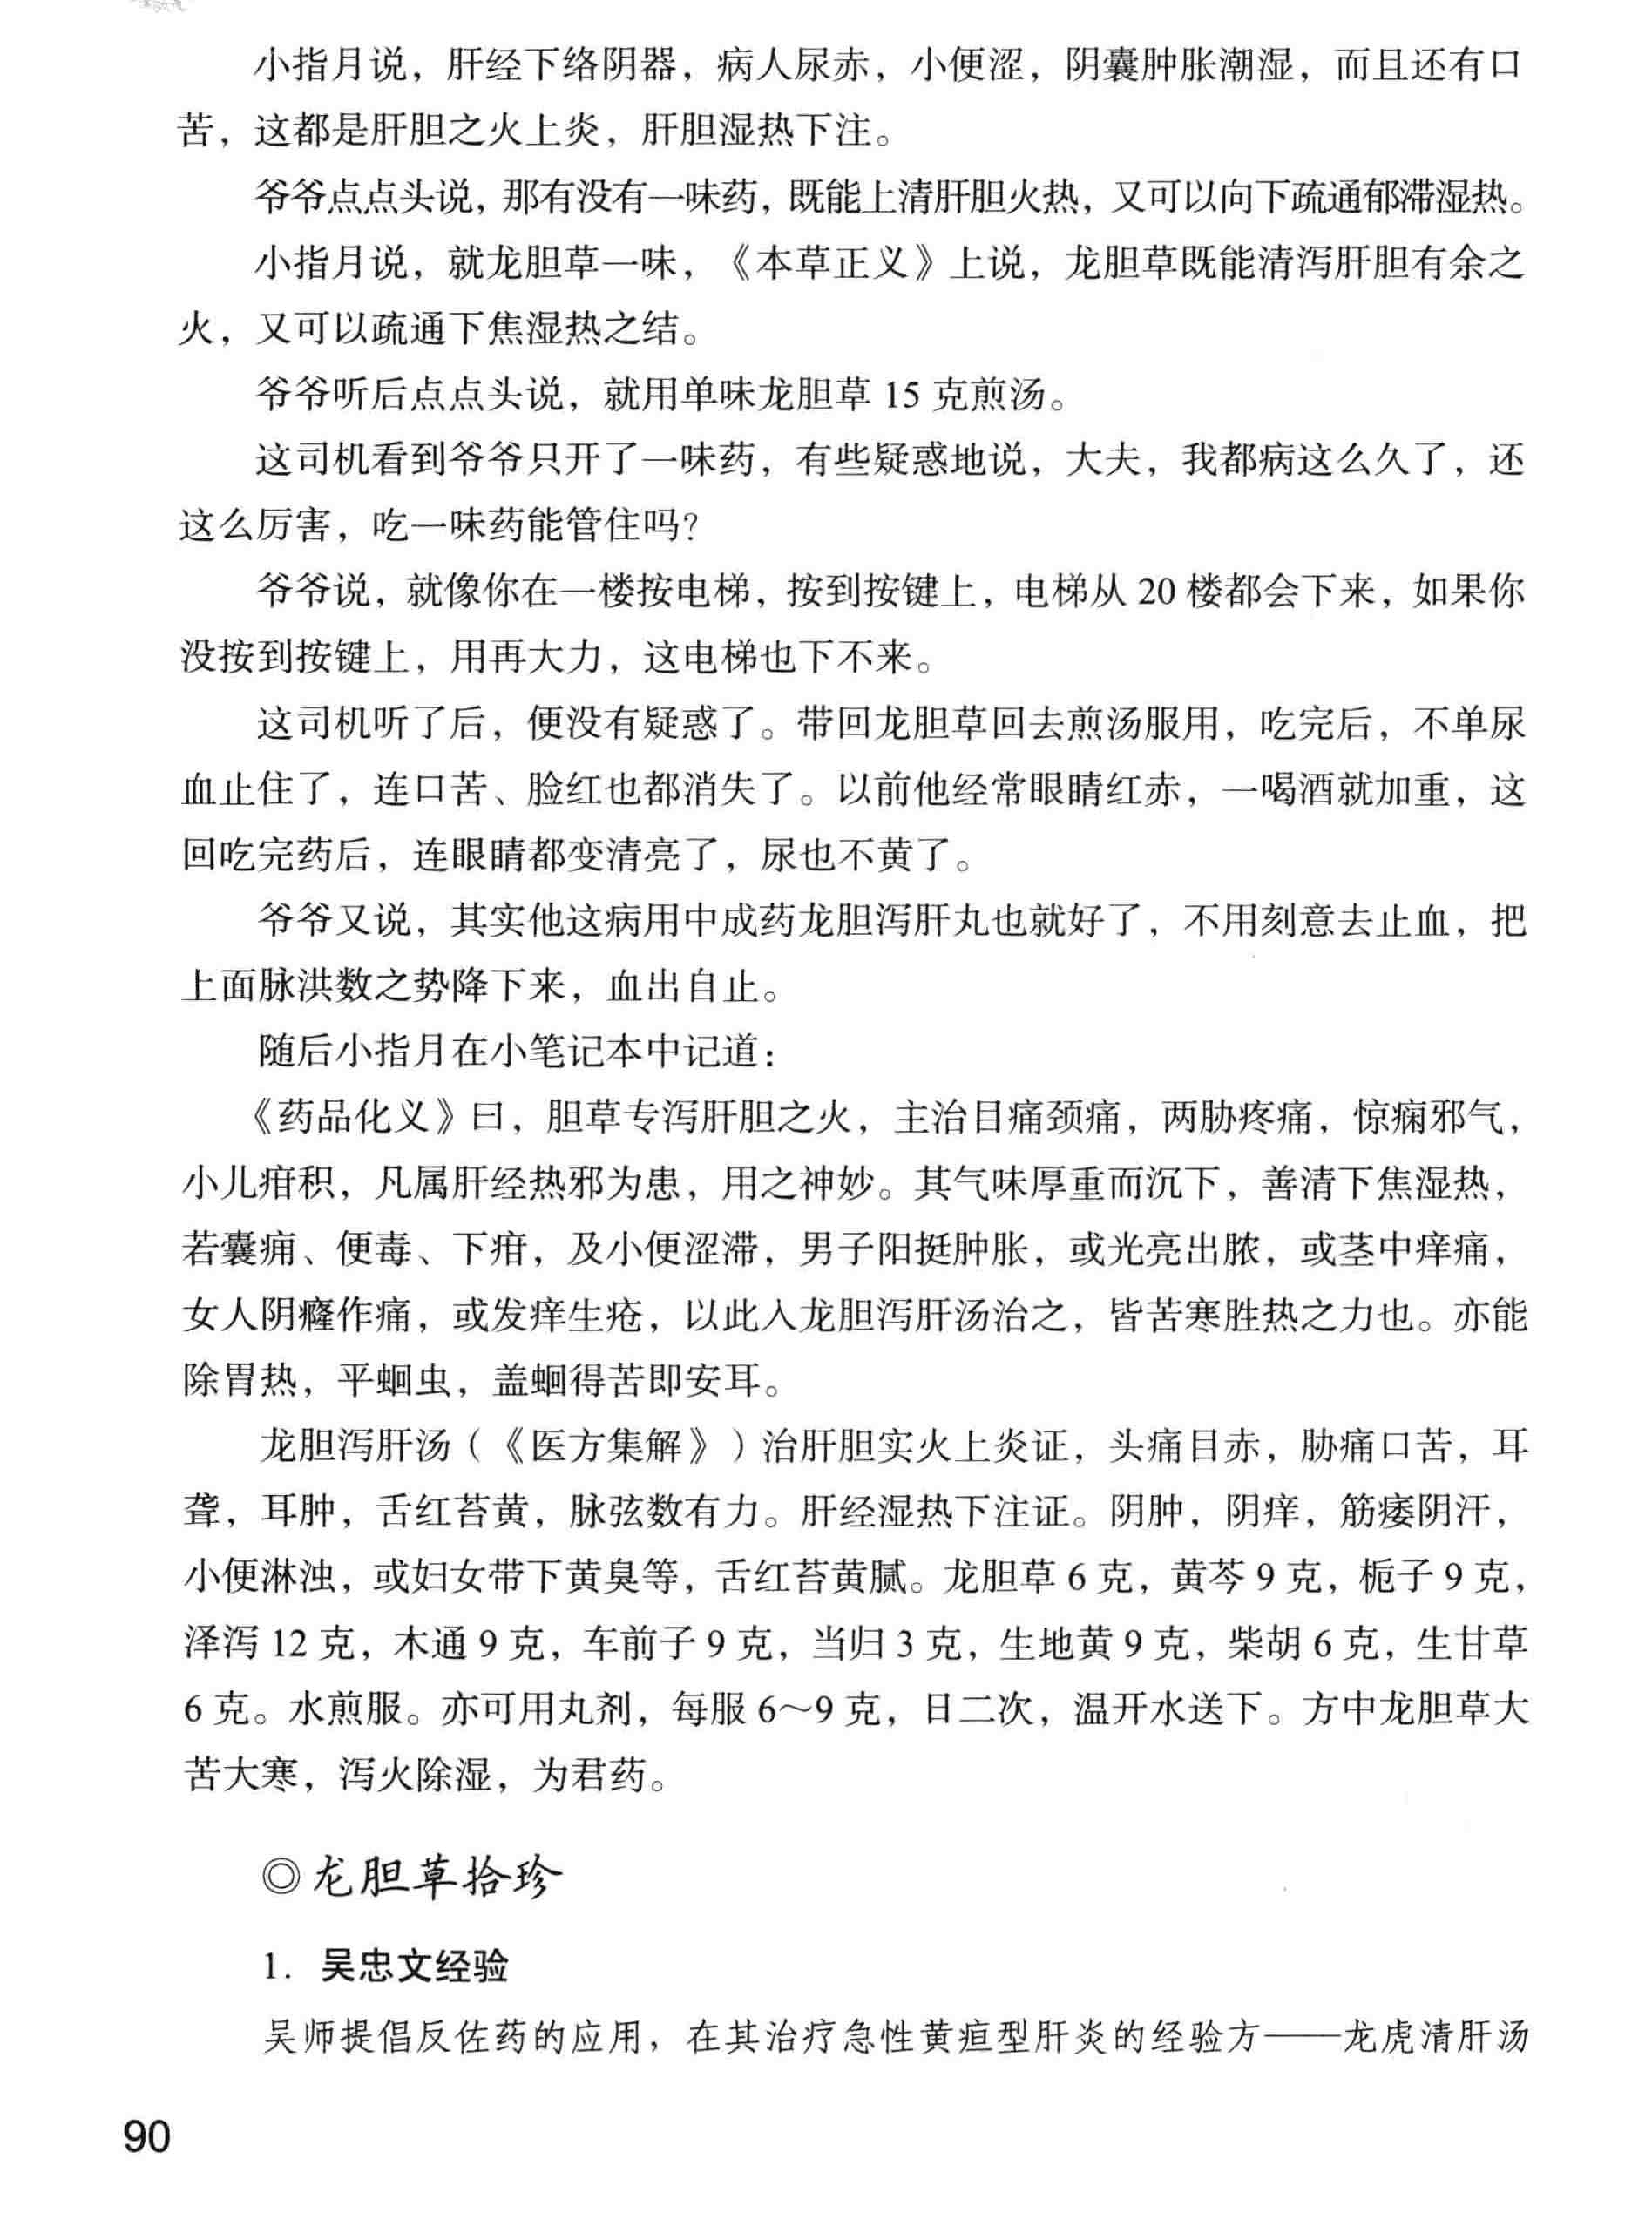 小指月说，肝经下络阴器，病人尿赤，小便涩，阴囊肿胀潮湿，而且还有口
苦，这都是肝胆之火上炎，肝胆湿热下注。
爷爷点点头说，那有没有一味药，既能上清肝胆火热，又可以向下疏通郁滞湿热。
小指月说，就龙胆草一味，《本草正义》上说，龙胆草既能清泻肝胆有余之
火，又可以疏通下焦湿热之结。
爷爷听后点点头说，就用单味龙胆草 15 克煎汤。
这司机看到爷爷只开了一味药，有些疑惑地说，大夫，我都病这么久了，还
这么厉害，吃一味药能管住吗？
爷爷说，就像你在一楼按电梯，按到按键上，电梯从 20 楼都会下来，如果你
没按到按键上，用再大力，这电梯也下不来。
这司机听了后，便没有疑惑了。带回龙胆草回去煎汤服用，吃完后，不单尿
血止住了，连口苦、脸红也都消失了。以前他经常眼睛红赤，一喝酒就加重，这
回吃完药后，连眼睛都变清亮了，尿也不黄了。
爷爷又说，其实他这病用中成药龙胆泻肝丸也就好了，不用刻意去止血，把
上面脉洪数之势降下来，血出自止。
随后小指月在小笔记本中记道：
《药品化义》曰，胆草专泻肝胆之火，主治目痛颈痛，两胁疼痛，惊痫邪气，
小儿疳积，凡属肝经热邪为患，用之神妙。其气味厚重而沉下，善清下焦湿热，
若囊痈、便毒、下疳，及小便涩滞，男子阳挺肿胀，或光亮出脓，或茎中痒痛，
女人阴癃作痛，或发痒生疮，以此入龙胆泻肝汤治之，皆苦寒胜热之力也。亦能
除胃热，平蛔虫，盖蛔得苦即安耳。
龙胆泻肝汤（《医方集解》）治肝胆实火上炎证，头痛目赤，胁痛口苦，耳
聋，耳肿，舌红苔黄，脉弦数有力。肝经湿热下注证。阴肿，阴痒，筋痿阴汗，
小便淋浊，或妇女带下黄臭等，舌红苔黄腻。龙胆草 6 克，黄芩 9 克，栀子 9 克，
泽泻 12 克，木通 9 克，车前子 9 克，当归 3 克，生地黄 9 克，柴胡 6 克，生甘草
6 克。水煎服。亦可用丸剂，每服 6～9 克，日二次，温开水送下。方中龙胆草大
苦大寒，泻火除湿，为君药。
◎龙胆草拾珍
1. 吴忠文经验
吴师提倡反佐药的应用，在其治疗急性黄疸型肝炎的经验方——龙虎清肝汤
90